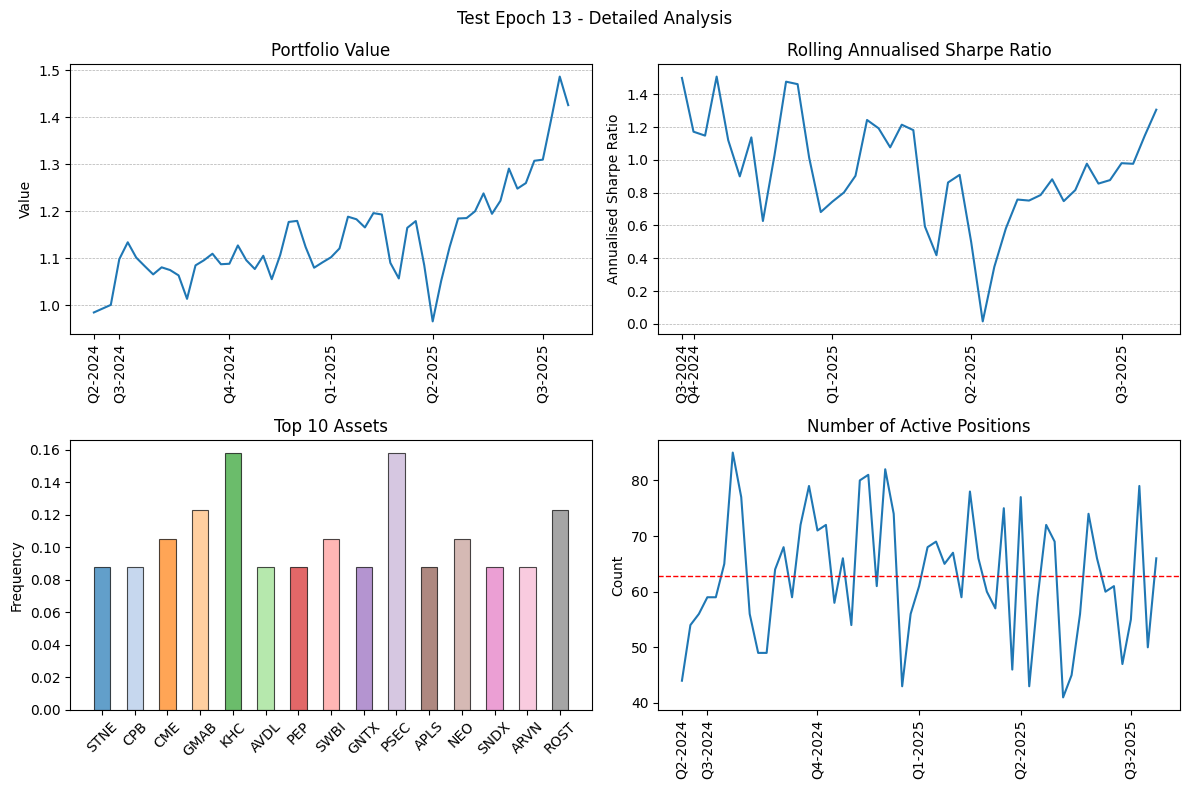 Test Epoch 13 - Detailed Analysis
Portfolio Value
Value
1.5
1.4
1.3
1.2
1.1
1.0
Q2-2024
Q3-2024
Q4-2024
Q1-2025
Q2-2025
Q3-2025
Rolling Annualised Sharpe Ratio
Annualised Sharpe Ratio
1.4
1.2
1.0
0.8
0.6
0.4
0.2
0.0
Q3-2024
Q4-2024
Q1-2025
Q2-2025
Q3-2025
Top 10 Assets
Frequency
0.16
0.14
0.12
0.10
0.08
0.06
0.04
0.02
0.00
STNE
CPB
CME
GMAB
KHC
AVDL
PEP
SWBI
GNTX
PSEC
APLS
NEO
SNDX
ARVN
ROST
Number of Active Positions
Count
80
70
60
50
40
Q2-2024
Q3-2024
Q4-2024
Q1-2025
Q2-2025
Q3-2025